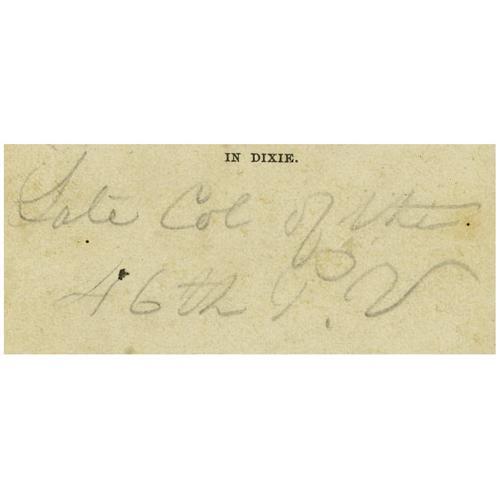 IN DIXIE.
Late Col of the
46th P. V